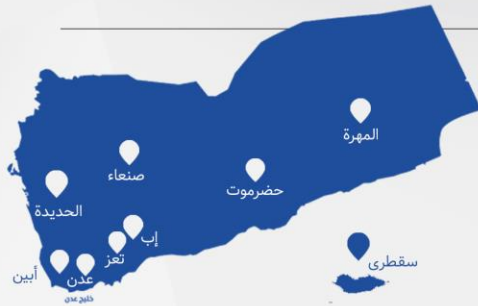 المهرة
صنعاء
حضرموت
الحديدة
إب
تعز
سقطرى
عدن
أبين
خليج عدن